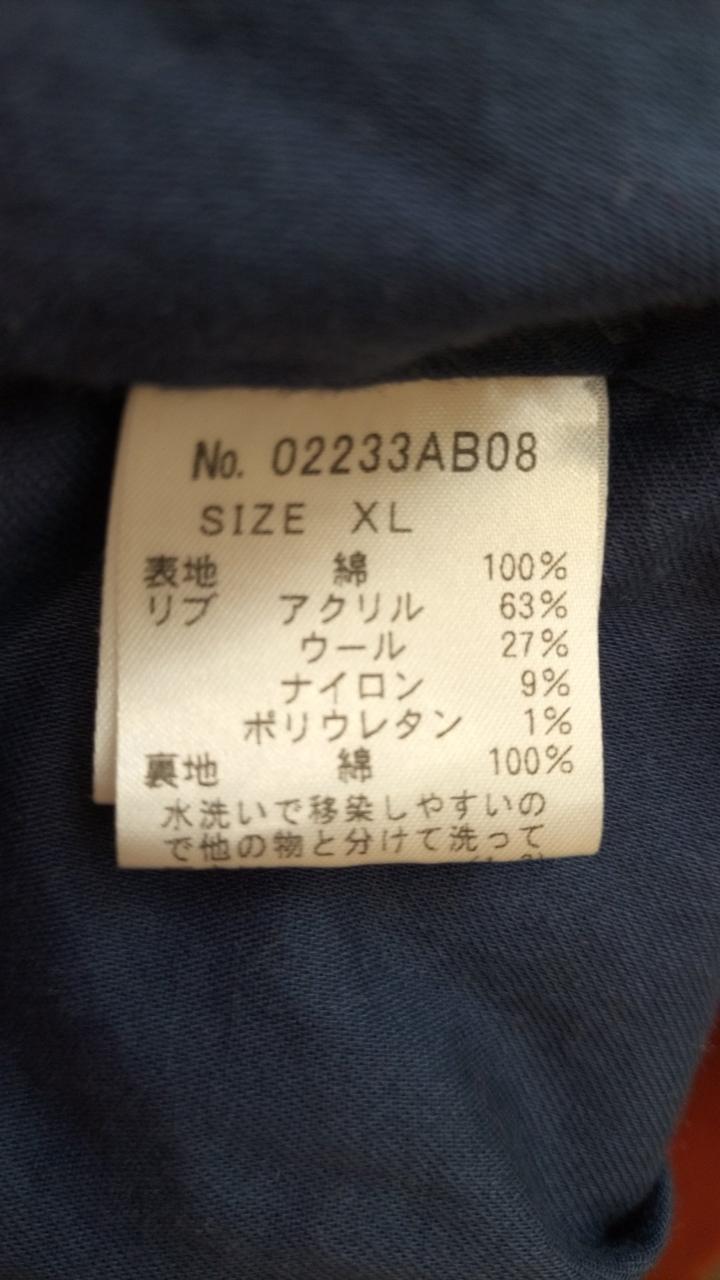 No. 02233AB08
SIZE XL
表地 綿 100%
リブ アクリル 63%
ウール 27%
ナイロン 9%
ポリウレタン 1%
裏地 綿 100%
水洗いで移染しやすいの
で他の物と分けて洗って